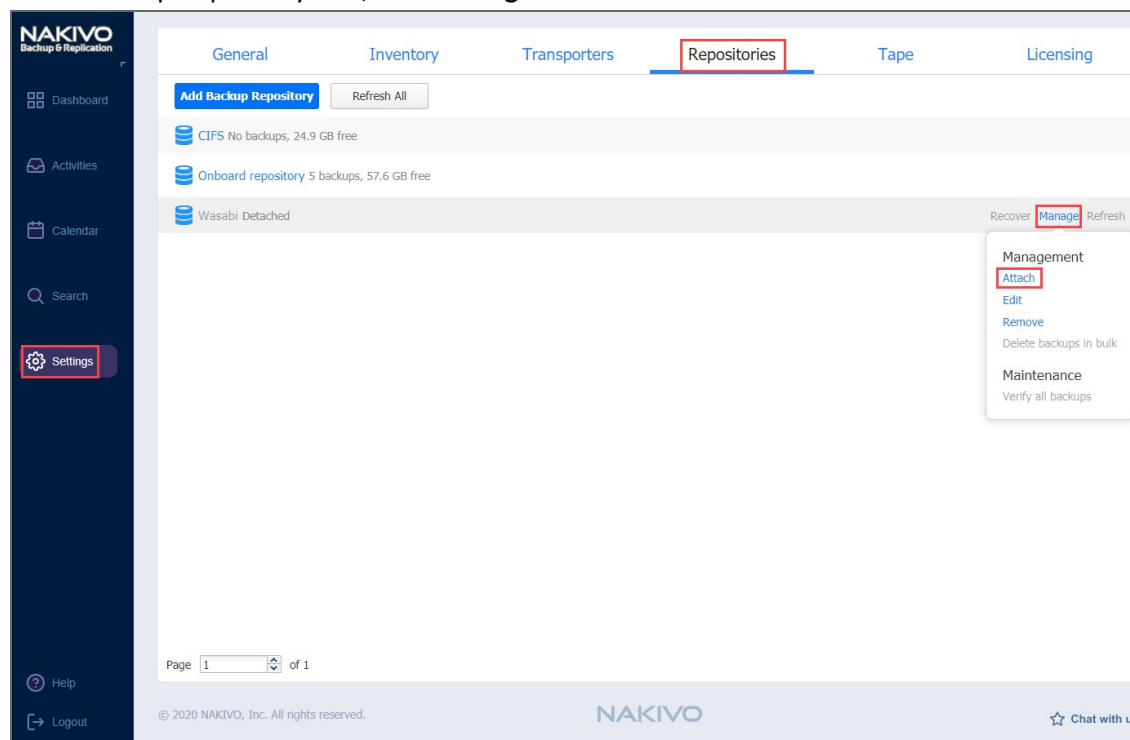 NAKIVO
Backup & Replication
General Inventory Transporters Repositories Tape Licensing
Dashboard
Add Backup Repository Refresh All
CIFS No backups, 24.9 GB free
Activities
Onboard repository 5 backups, 57.6 GB free
Wasabi Detached Recover Manage Refresh
Calendar
Management
Attach
Search
Edit
Remove
Delete backups in bulk
Settings
Maintenance
Verify all backups
Page 1 of 1
Help
© 2020 NAKIVO, Inc. All rights reserved. NAKIVO Chat with
Logout